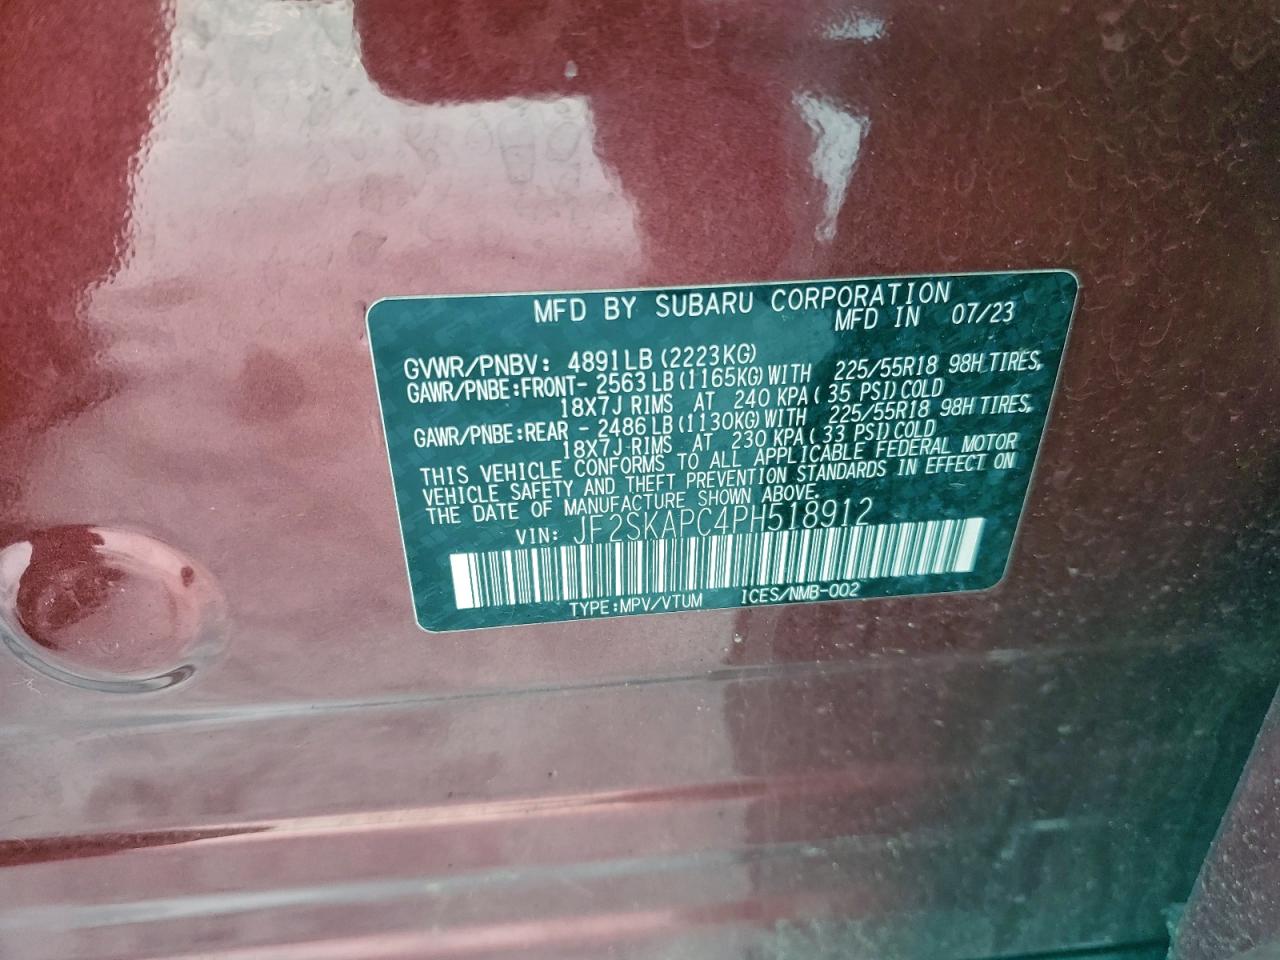 MFD BY SUBARU CORPORATION
MFD IN 07/23
GVWR/PNBV: 4891LB (2223KG)
GAWR/PNBE:FRONT- 2563LB (1165KG) WITH 225/55R18 98H TIRES,
18X7J RIMS AT 240 KPA( 35 PSI) COLD
GAWR/PNBE:REAR - 2486LB (1130KG) WITH 225/55R18 98H TIRES,
18X7J-RIMS AT 230 KPA( 33 PSI) COLD
THIS VEHICLE CONFORMS TO ALL APPLICABLE FEDERAL MOTOR
VEHICLE SAFETY AND THEFT PREVENTION STANDARDS IN EFFECT ON
THE DATE OF MANUFACTURE SHOWN ABOVE.
VIN: JF2SKAPC4PH518912
TYPE:MPV/VTUM ICES/NMB-002